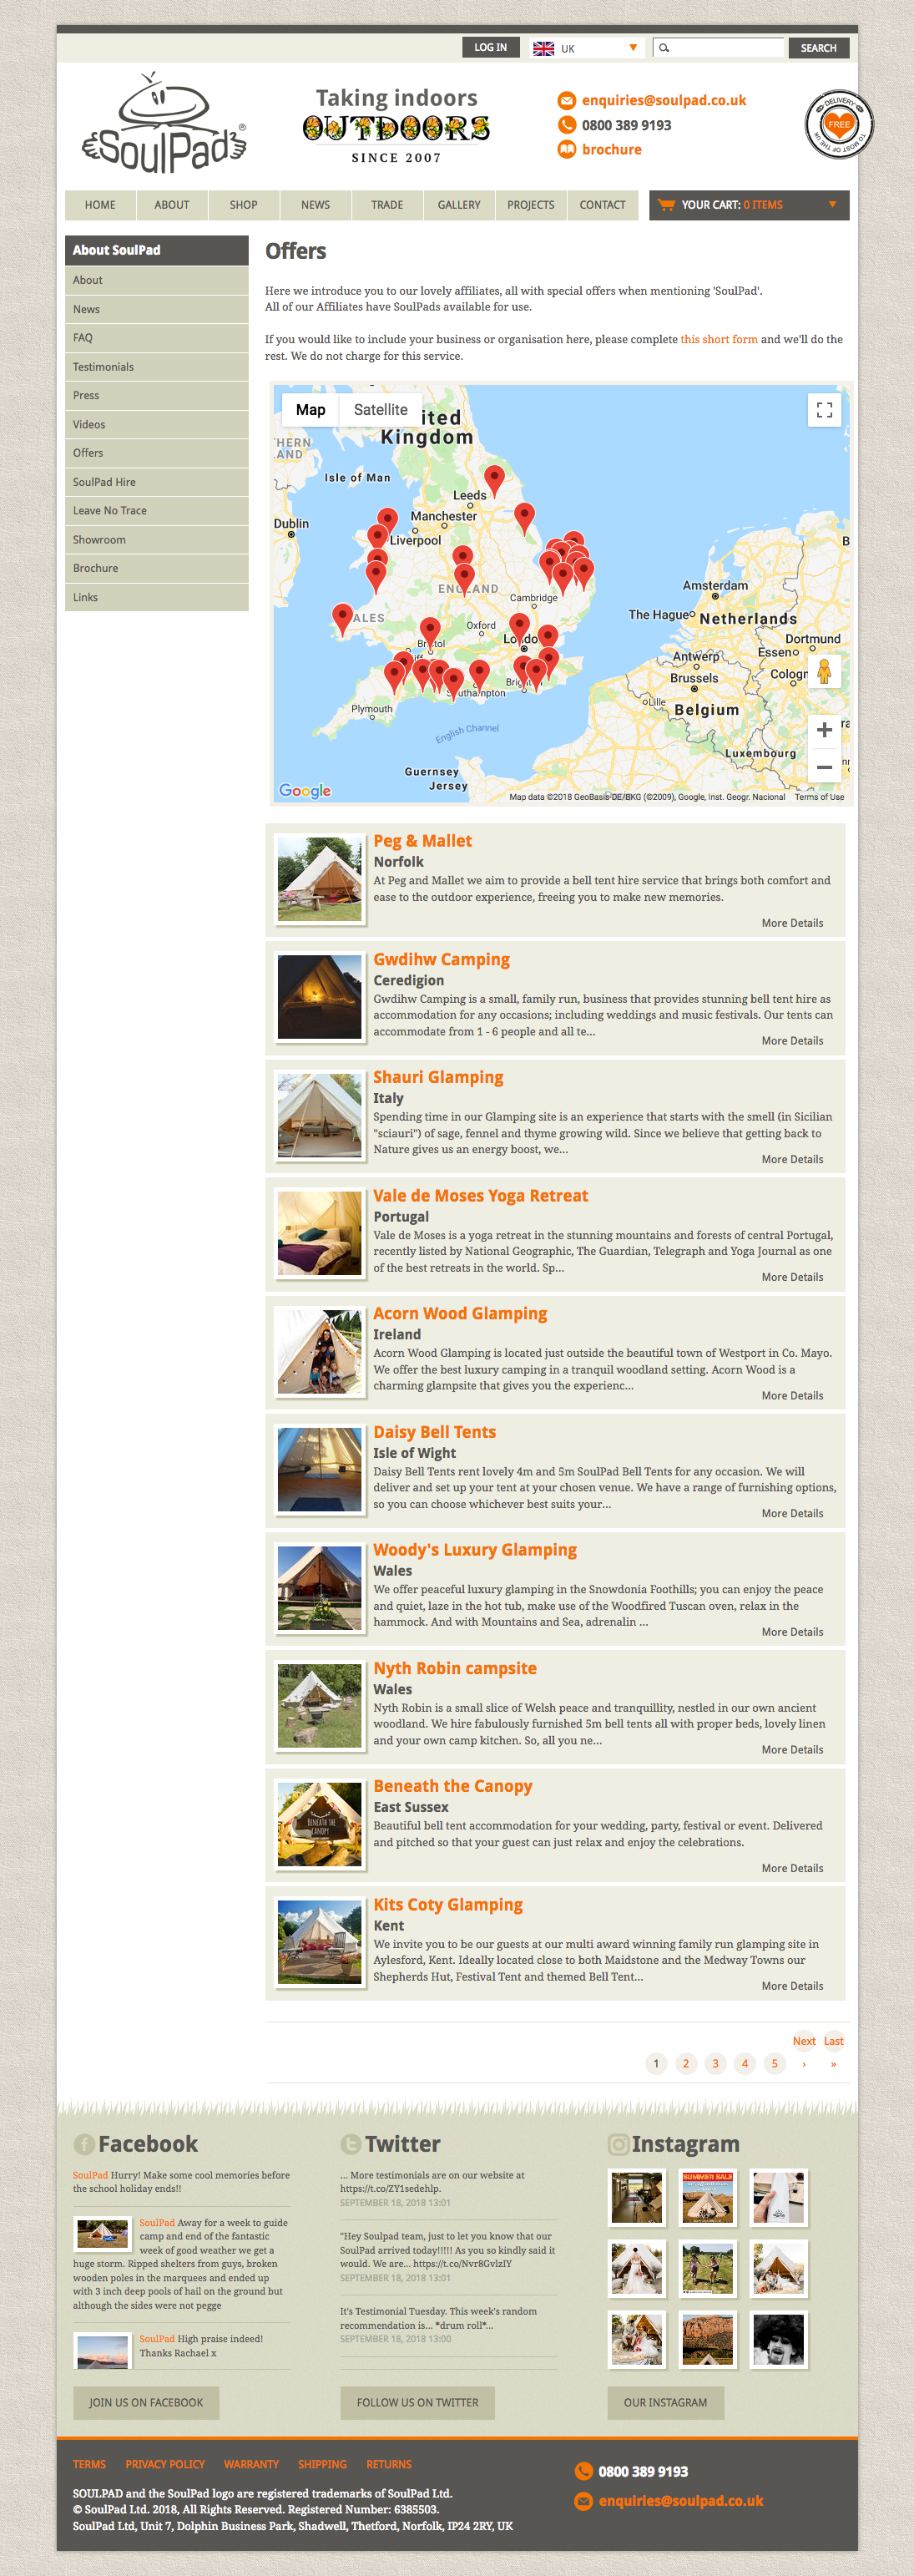 LOG IN
UK
SEARCH
SoulPad®
Taking indoors
OUTDOORS
SINCE 2007
enquiries@soulpad.co.uk
0800 389 9193
brochure
DELIVERY
FREE
TO MOST OF THE UK
HOME ABOUT SHOP NEWS TRADE GALLERY PROJECTS CONTACT
YOUR CART: 0 ITEMS
About SoulPad
About
News
FAQ
Testimonials
Press
Videos
Offers
SoulPad Hire
Leave No Trace
Showroom
Brochure
Links
Offers
Here we introduce you to our lovely affiliates, all with special offers when mentioning 'SoulPad'.
All of our Affiliates have SoulPads available for use.
If you would like to include your business or organisation here, please complete this short form and we'll do the
rest. We do not charge for this service.
Map Satellite
ited
Kingdom
HERN
LAND
Isle of Man
Leeds
Dublin
Manchester
Liverpool
ENGLAND
Cambridge
Amsterdam
The Hague
Netherlands
ALES
Oxford
Bristol
London
Dortmund
Essen
Antwerp
Cologn
Brussels
Lille
Belgium
Southampton
Plymouth
English Channel
Luxembourg
Guernsey
Jersey
Google
Map data ©2018 GeoBasis-DE/BKG (©2009), Google, Inst. Geogr. Nacional Terms of Use
Peg & Mallet
Norfolk
At Peg and Mallet we aim to provide a bell tent hire service that brings both comfort and
ease to the outdoor experience, freeing you to make new memories.
More Details
Gwdihw Camping
Ceredigion
Gwdihw Camping is a small, family run, business that provides stunning bell tent hire as
accommodation for any occasions; including weddings and music festivals. Our tents can
accommodate from 1 - 6 people and all te...
More Details
Shauri Glamping
Italy
Spending time in our Glamping site is an experience that starts with the smell (in Sicilian
"sciauri") of sage, fennel and thyme growing wild. Since we believe that getting back to
Nature gives us an energy boost, we...
More Details
Vale de Moses Yoga Retreat
Portugal
Vale de Moses is a yoga retreat in the stunning mountains and forests of central Portugal,
recently listed by National Geographic, The Guardian, Telegraph and Yoga Journal as one
of the best retreats in the world. Sp...
More Details
Acorn Wood Glamping
Ireland
Acorn Wood Glamping is located just outside the beautiful town of Westport in Co. Mayo.
We offer the best luxury camping in a tranquil woodland setting. Acorn Wood is a
charming glampsite that gives you the experienc...
More Details
Daisy Bell Tents
Isle of Wight
Daisy Bell Tents rent lovely 4m and 5m SoulPad Bell Tents for any occasion. We will
deliver and set up your tent at your chosen venue. We have a range of furnishing options,
so you can choose whichever best suits your...
More Details
Woody's Luxury Glamping
Wales
We offer peaceful luxury glamping in the Snowdonia Foothills; you can enjoy the peace
and quiet, laze in the hot tub, make use of the Woodfired Tuscan oven, relax in the
hammock. And with Mountains and Sea, adrenalin ...
More Details
Nyth Robin campsite
Wales
Nyth Robin is a small slice of Welsh peace and tranquillity, nestled in our own ancient
woodland. We hire fabulously furnished 5m bell tents all with proper beds, lovely linen
and your own camp kitchen. So, all you ne...
More Details
BENEATH THE CANOPY
Beneath the Canopy
East Sussex
Beautiful bell tent accommodation for your wedding, party, festival or event. Delivered
and pitched so that your guest can just relax and enjoy the celebrations.
More Details
Kits Coty Glamping
Kent
We invite you to be our guests at our multi award winning family run glamping site in
Aylesford, Kent. Ideally located close to both Maidstone and the Medway Towns our
Shepherds Hut, Festival Tent and themed Bell Tent...
More Details
Next Last
1 2 3 4 5 › »
Facebook
SoulPad Hurry! Make some cool memories before
the school holiday ends!!
SoulPad Away for a week to guide
camp and end of the fantastic
week of good weather we get a
huge storm. Ripped shelters from guys, broken
wooden poles in the marquees and ended up
with 3 inch deep pools of hail on the ground but
although the sides were not pegge
SoulPad High praise indeed!
Thanks Rachael x
JOIN US ON FACEBOOK
Twitter
... More testimonials are on our website at
https://t.co/ZY1sedehlp.
SEPTEMBER 18, 2018 13:01
"Hey Soulpad team, just to let you know that our
SoulPad arrived today!!!!! As you so kindly said it
would. We are... https://t.co/Nvr8GvlzIY
SEPTEMBER 18, 2018 13:01
It's Testimonial Tuesday. This week's random
recommendation is... *drum roll*...
SEPTEMBER 18, 2018 13:00
FOLLOW US ON TWITTER
Instagram
SUMMER SALE
OUR INSTAGRAM
TERMS PRIVACY POLICY WARRANTY SHIPPING RETURNS
SOULPAD and the SoulPad logo are registered trademarks of SoulPad Ltd.
© SoulPad Ltd. 2018, All Rights Reserved. Registered Number: 6385503.
SoulPad Ltd, Unit 7, Dolphin Business Park, Shadwell, Thetford, Norfolk, IP24 2RY, UK
0800 389 9193
enquiries@soulpad.co.uk